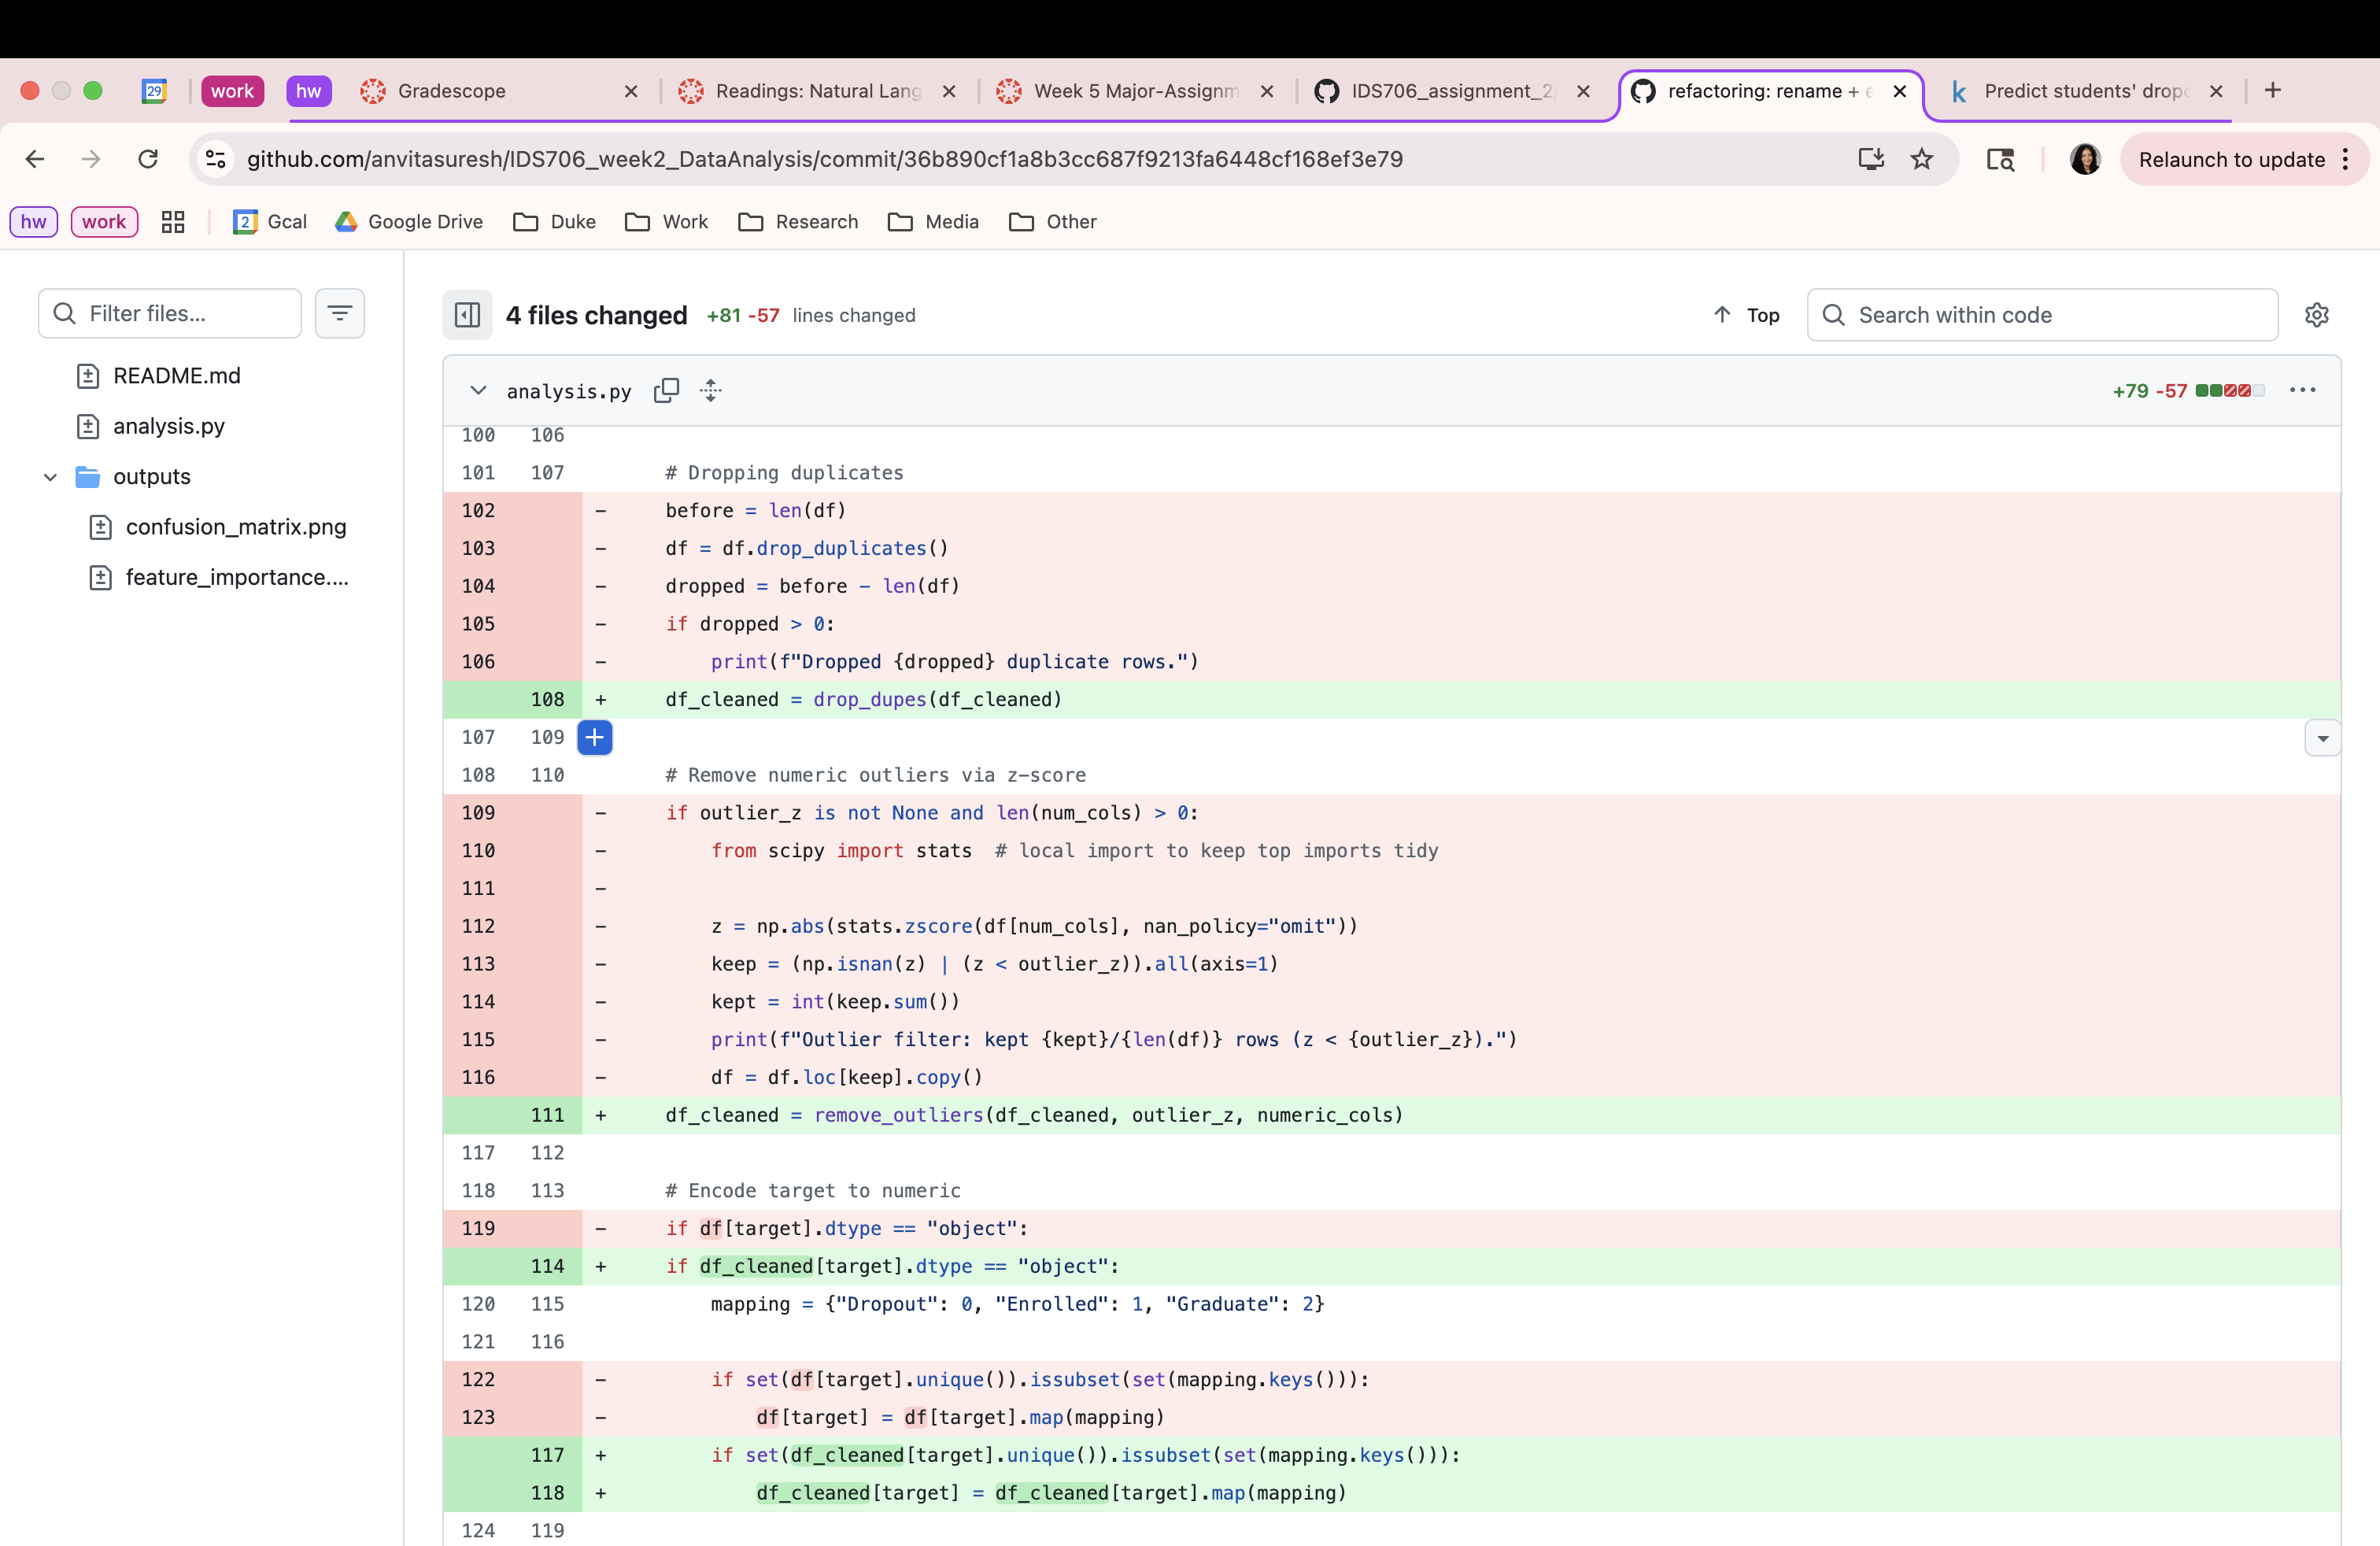 29
work
hw
Gradescope
Readings: Natural Lang
Week 5 Major-Assignm
IDS706_assignment_2/
refactoring: rename + e
Predict students' dropo
github.com/anvitasuresh/IDS706_week2_DataAnalysis/commit/36b890cf1a8b3cc687f9213fa6448cf168ef3e79
Relaunch to update
hw
work
2
Gcal
Google Drive
Duke
Work
Research
Media
Other
Filter files...
README.md
analysis.py
outputs
confusion_matrix.png
feature_importance....
4 files changed +81 -57 lines changed
Top
Search within code
analysis.py
+79 -57
100 106
101 107 # Dropping duplicates
102 - before = len(df)
103 - df = df.drop_duplicates()
104 - dropped = before - len(df)
105 - if dropped > 0:
106 - print(f"Dropped {dropped} duplicate rows.")
108 + df_cleaned = drop_dupes(df_cleaned)
107 109
108 110 # Remove numeric outliers via z-score
109 - if outlier_z is not None and len(num_cols) > 0:
110 - from scipy import stats # local import to keep top imports tidy
111 -
112 - z = np.abs(stats.zscore(df[num_cols], nan_policy="omit"))
113 - keep = (np.isnan(z) | (z < outlier_z)).all(axis=1)
114 - kept = int(keep.sum())
115 - print(f"Outlier filter: kept {kept}/{len(df)} rows (z < {outlier_z}).")
116 - df = df.loc[keep].copy()
111 + df_cleaned = remove_outliers(df_cleaned, outlier_z, numeric_cols)
117 112
118 113 # Encode target to numeric
119 - if df[target].dtype == "object":
114 + if df_cleaned[target].dtype == "object":
120 115 mapping = {"Dropout": 0, "Enrolled": 1, "Graduate": 2}
121 116
122 - if set(df[target].unique()).issubset(set(mapping.keys())):
123 - df[target] = df[target].map(mapping)
117 + if set(df_cleaned[target].unique()).issubset(set(mapping.keys())):
118 + df_cleaned[target] = df_cleaned[target].map(mapping)
124 119